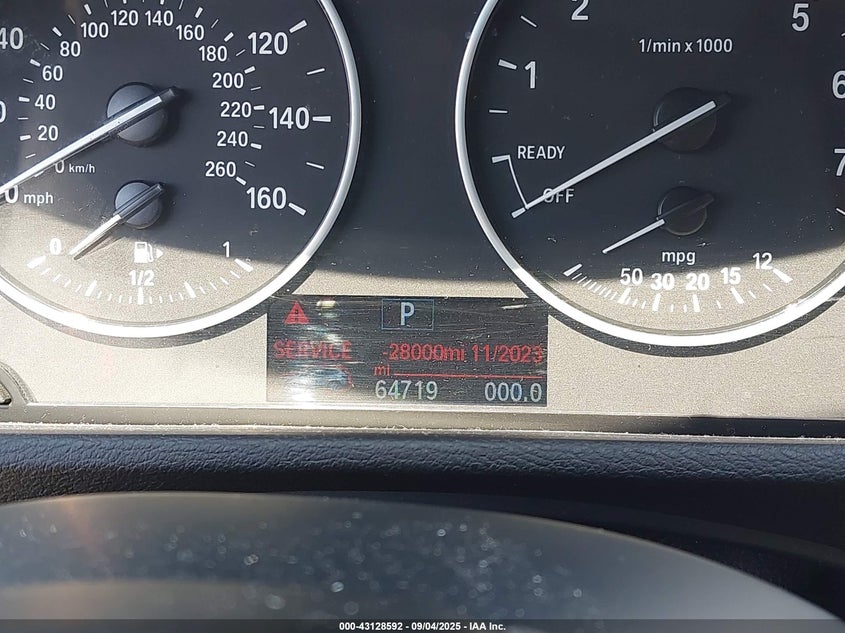 40 80 100 120 140 160 180 120
60 200
40 220 140
20 240
0 km/h 260 160
0 mph
0 1/2 1
2 5
1/min x 1000
1 6
READY 7
OFF
mpg
50 30 20 15 12
P
SERVICE -28000mi 11/2023
mi
64719 000.0
000-43128592 - 09/04/2025 - IAA Inc.